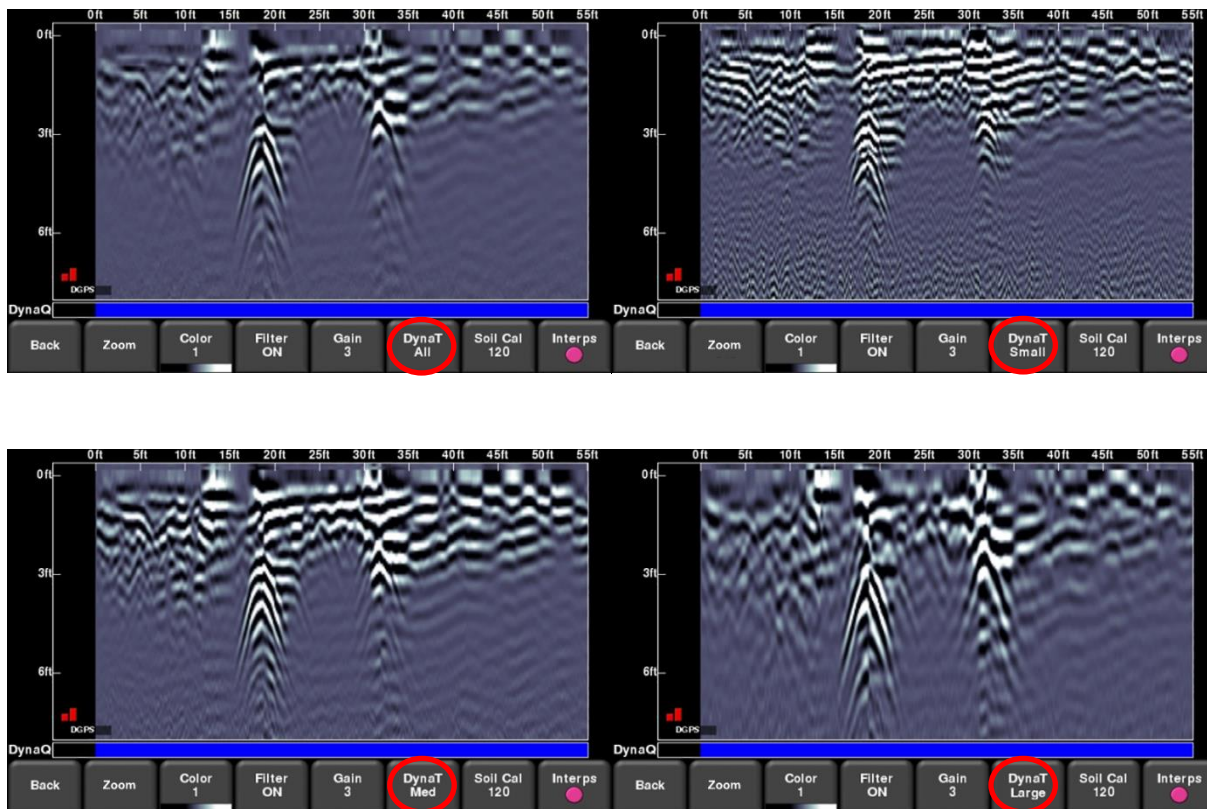 0ft 5ft 10ft 15ft 20ft 25ft 30ft 35ft 40ft 45ft 50ft 55ft
0ft
3ft
6ft
DGPS
DynaQ
Back Zoom Color 1 Filter ON Gain 3 DynaT All Soil Cal 120 Interps
0ft 5ft 10ft 15ft 20ft 25ft 30ft 35ft 40ft 45ft 50ft 55ft
0ft
3ft
6ft
DGPS
DynaQ
Back Zoom Color 1 Filter ON Gain 3 DynaT Small Soil Cal 120 Interps
0ft 5ft 10ft 15ft 20ft 25ft 30ft 35ft 40ft 45ft 50ft 55ft
0ft
3ft
6ft
DGPS
DynaQ
Back Zoom Color 1 Filter ON Gain 3 DynaT Med Soil Cal 120 Interps
0ft 5ft 10ft 15ft 20ft 25ft 30ft 35ft 40ft 45ft 50ft 55ft
0ft
3ft
6ft
DGPS
DynaQ
Back Zoom Color 1 Filter ON Gain 3 DynaT Large Soil Cal 120 Interps